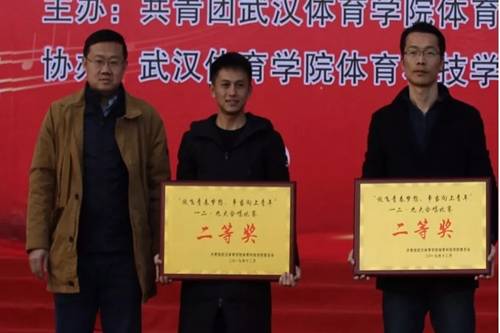 主办：共青团武汉体育学院体育
协办：武汉体育学院体育科技学
“放飞青春梦想、争当向上青年”
一二·九大合唱比赛
二等奖
“放飞青春梦想、争当向上青年”
一二·九大合唱比赛
二等奖